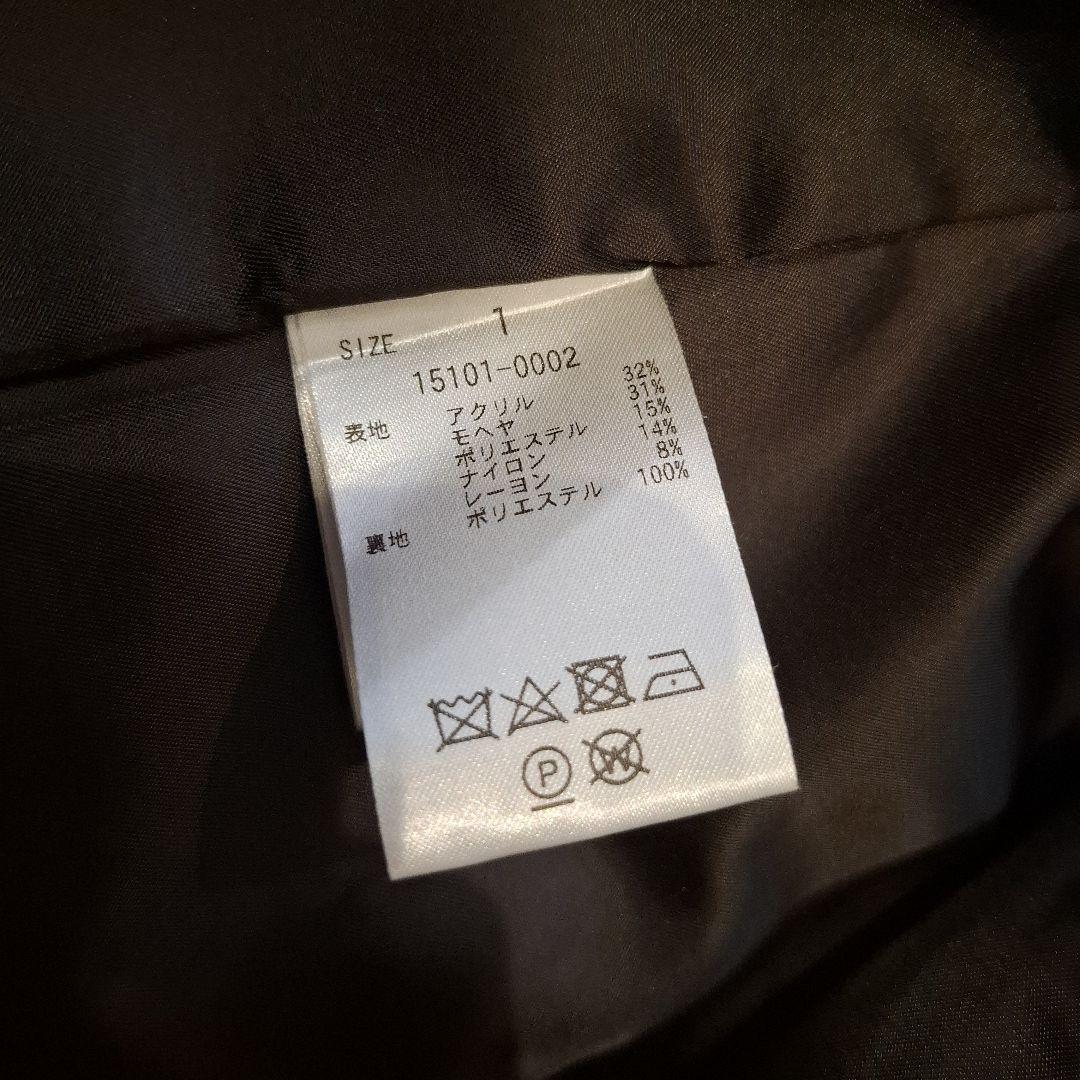 SIZE 1
15101-0002
表地 アクリル 32%
モヘヤ 31%
ポリエステル 15%
ナイロン 14%
レーヨン 8%
裏地 ポリエステル 100%
P W